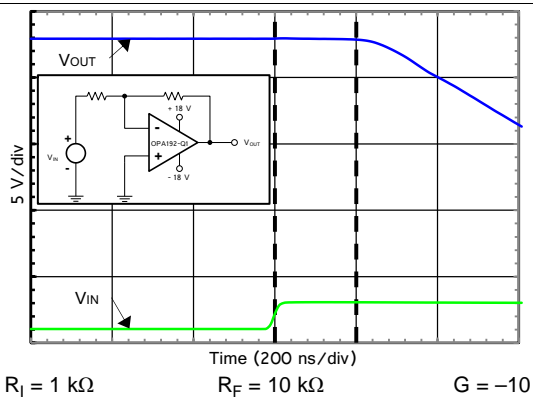 VOUT
+ 18 V
-
OPA192-Q1
+
VOUT
+
VIN
-
- 18 V
5 V/div
VIN
Time (200 ns/div)
RI = 1 kΩ RF = 10 kΩ G = –10